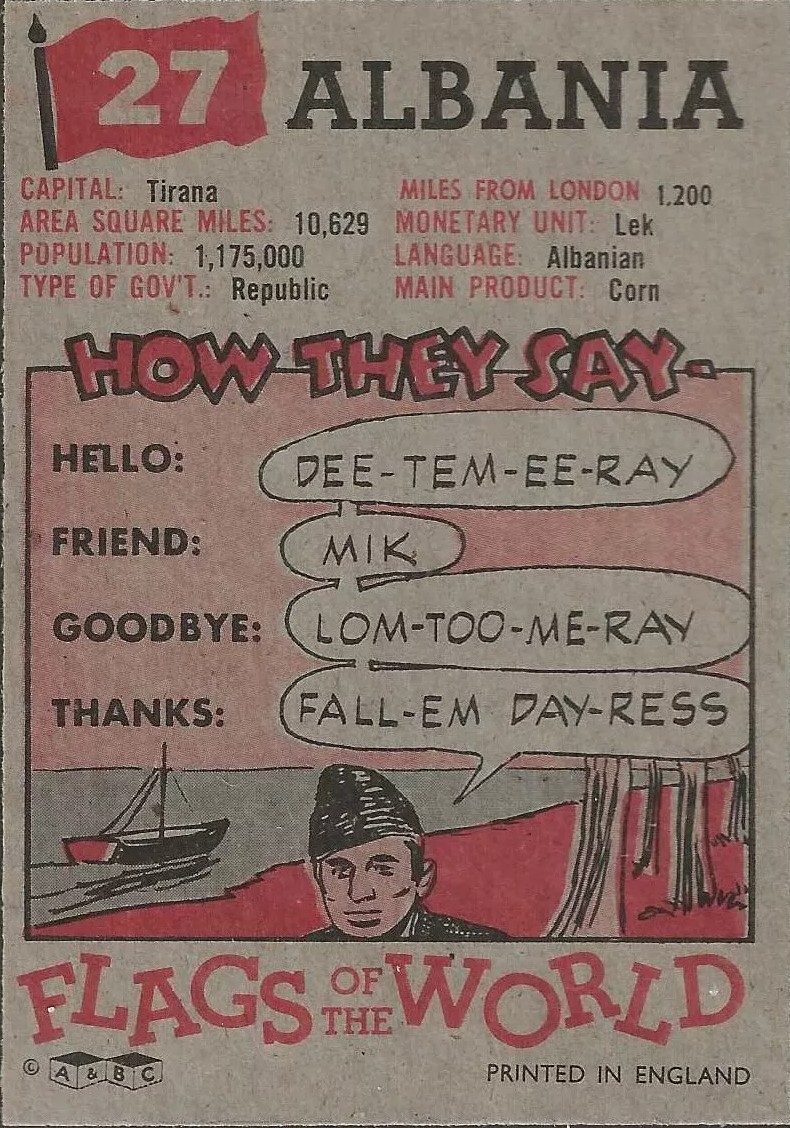 27 ALBANIA
CAPITAL: Tirana
AREA SQUARE MILES: 10,629
POPULATION: 1,175,000
TYPE OF GOV'T.: Republic
MILES FROM LONDON 1,200
MONETARY UNIT: Lek
LANGUAGE: Albanian
MAIN PRODUCT: Corn
HOW THEY SAY-
HELLO: DEE-TEM-EE-RAY
FRIEND: MIK
GOODBYE: LOM-TOO-ME-RAY
THANKS: FALL-EM DAY-RESS
FLAGS OF THE WORLD
© A & B C PRINTED IN ENGLAND